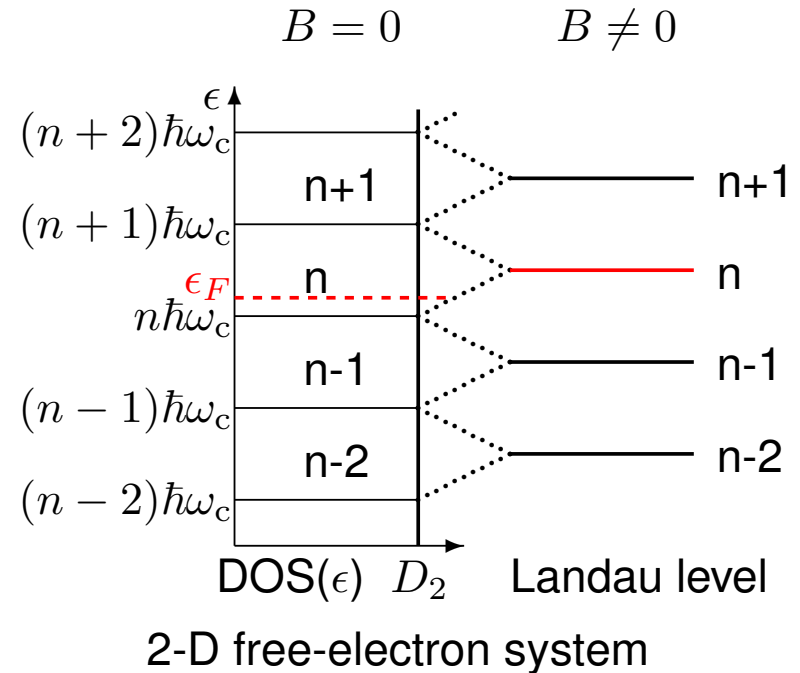 B = 0 B ≠ 0
ϵ
(n + 2)ħω_c
n+1 n+1
(n + 1)ħω_c
n n
ϵ_F
nħω_c
n-1 n-1
(n − 1)ħω_c
n-2 n-2
(n − 2)ħω_c
DOS(ϵ) D_2 Landau level
2-D free-electron system